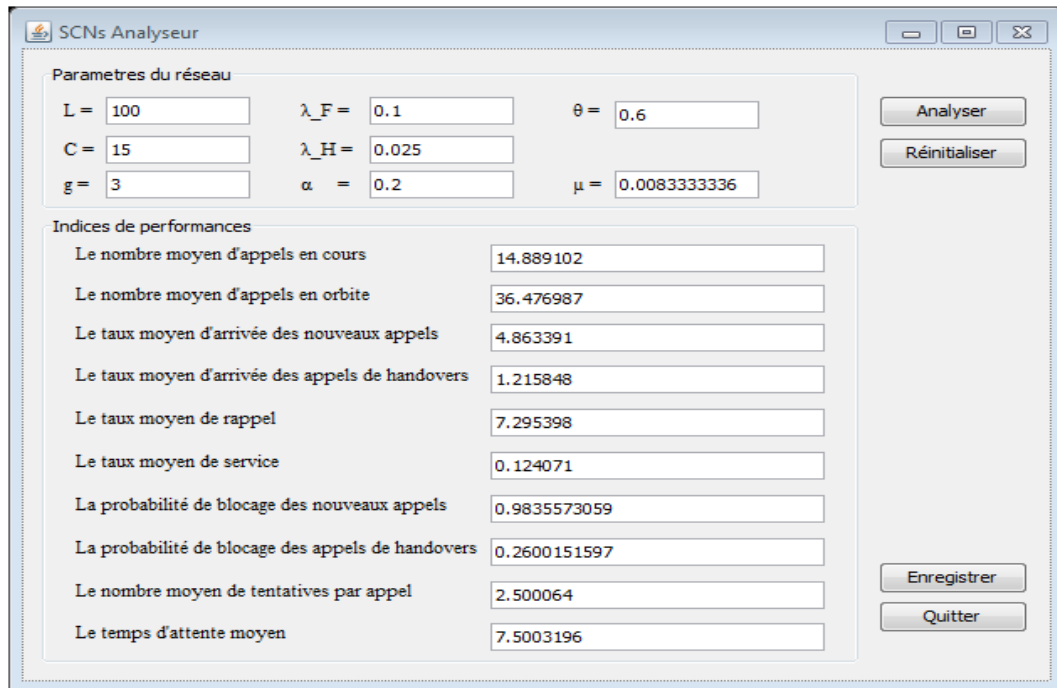 SCNs Analyseur
Parametres du réseau
L = 100 λ_F = 0.1 θ = 0.6 Analyser
C = 15 λ_H = 0.025 Réinitialiser
g = 3 α = 0.2 μ = 0.0083333336
Indices de performances
Le nombre moyen d'appels en cours 14.889102
Le nombre moyen d'appels en orbite 36.476987
Le taux moyen d'arrivée des nouveaux appels 4.863391
Le taux moyen d'arrivée des appels de handovers 1.215848
Le taux moyen de rappel 7.295398
Le taux moyen de service 0.124071
La probabilité de blocage des nouveaux appels 0.9835573059
La probabilité de blocage des appels de handovers 0.2600151597
Le nombre moyen de tentatives par appel 2.500064
Enregistrer
Le temps d'attente moyen 7.5003196
Quitter